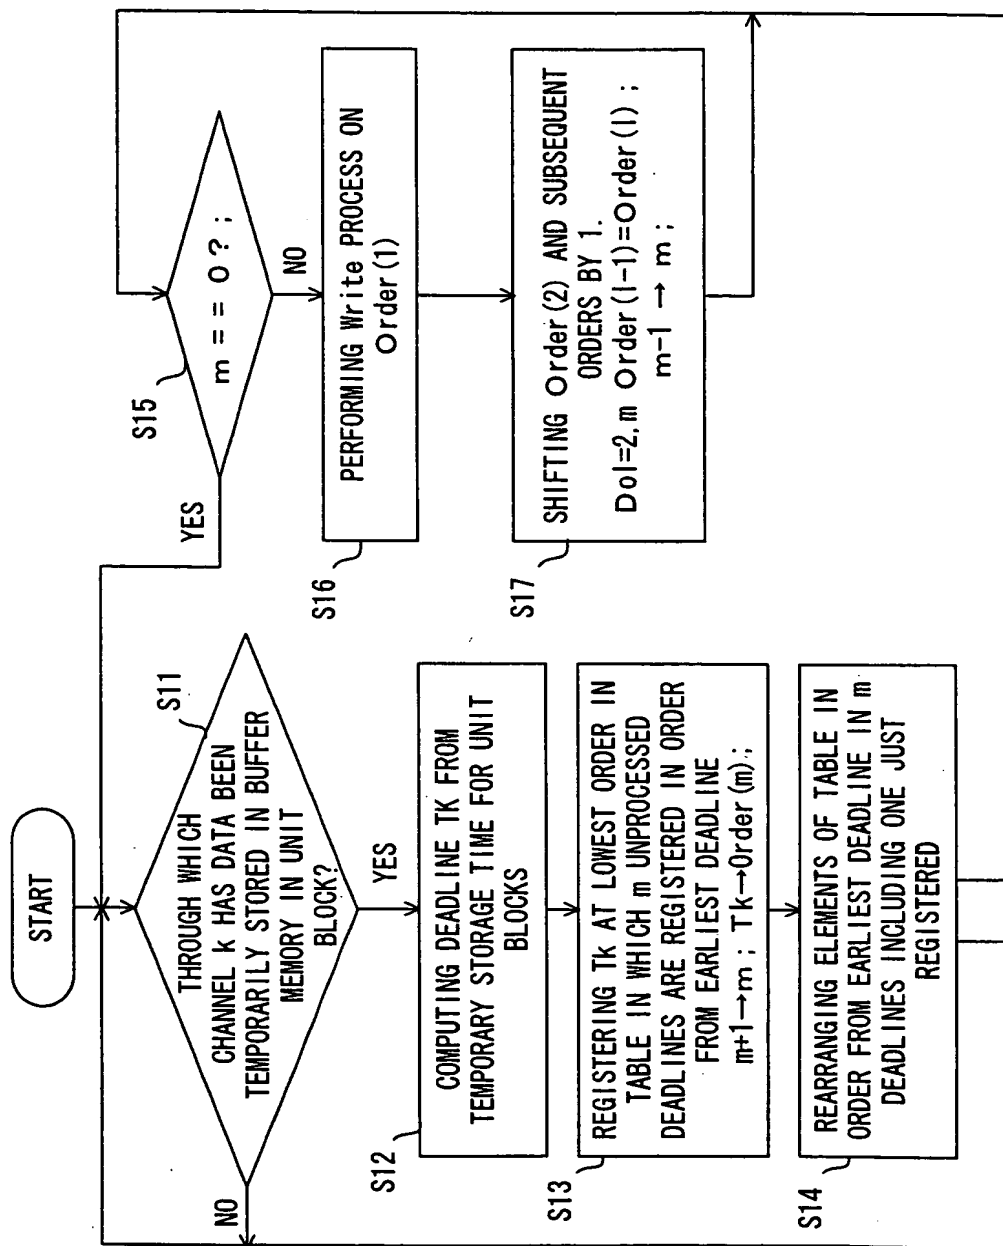 START
S11
THROUGH WHICH
CHANNEL k HAS DATA BEEN
TEMPORARILY STORED IN BUFFER
MEMORY IN UNIT
BLOCK?
NO
YES
S12
COMPUTING DEADLINE TK FROM
TEMPORARY STORAGE TIME FOR UNIT
BLOCKS
S13
REGISTERING Tk AT LOWEST ORDER IN
TABLE IN WHICH m UNPROCESSED
DEADLINES ARE REGISTERED IN ORDER
FROM EARLIEST DEADLINE
m+1→m ; Tk→Order(m);
S14
REARRANGING ELEMENTS OF TABLE IN
ORDER FROM EARLIEST DEADLINE IN m
DEADLINES INCLUDING ONE JUST
REGISTERED
S15
m = = 0 ? ;
YES
NO
S16
PERFORMING Write PROCESS ON
Order(1)
S17
SHIFTING Order(2) AND SUBSEQUENT
ORDERS BY 1.
Dol=2,m Order(l-1)=Order(l) ;
m-1 → m ;